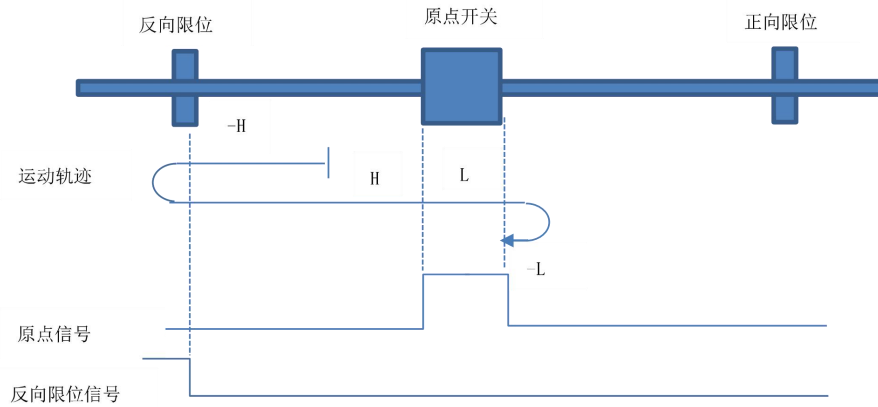 反向限位
原点开关
正向限位
-H
运动轨迹
H
L
-L
原点信号
反向限位信号